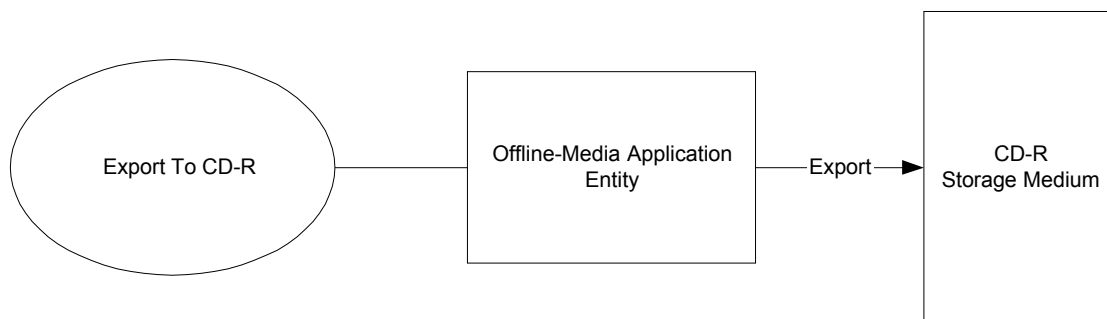 Export To CD-R
Offline-Media Application
Entity
Export
CD-R
Storage Medium